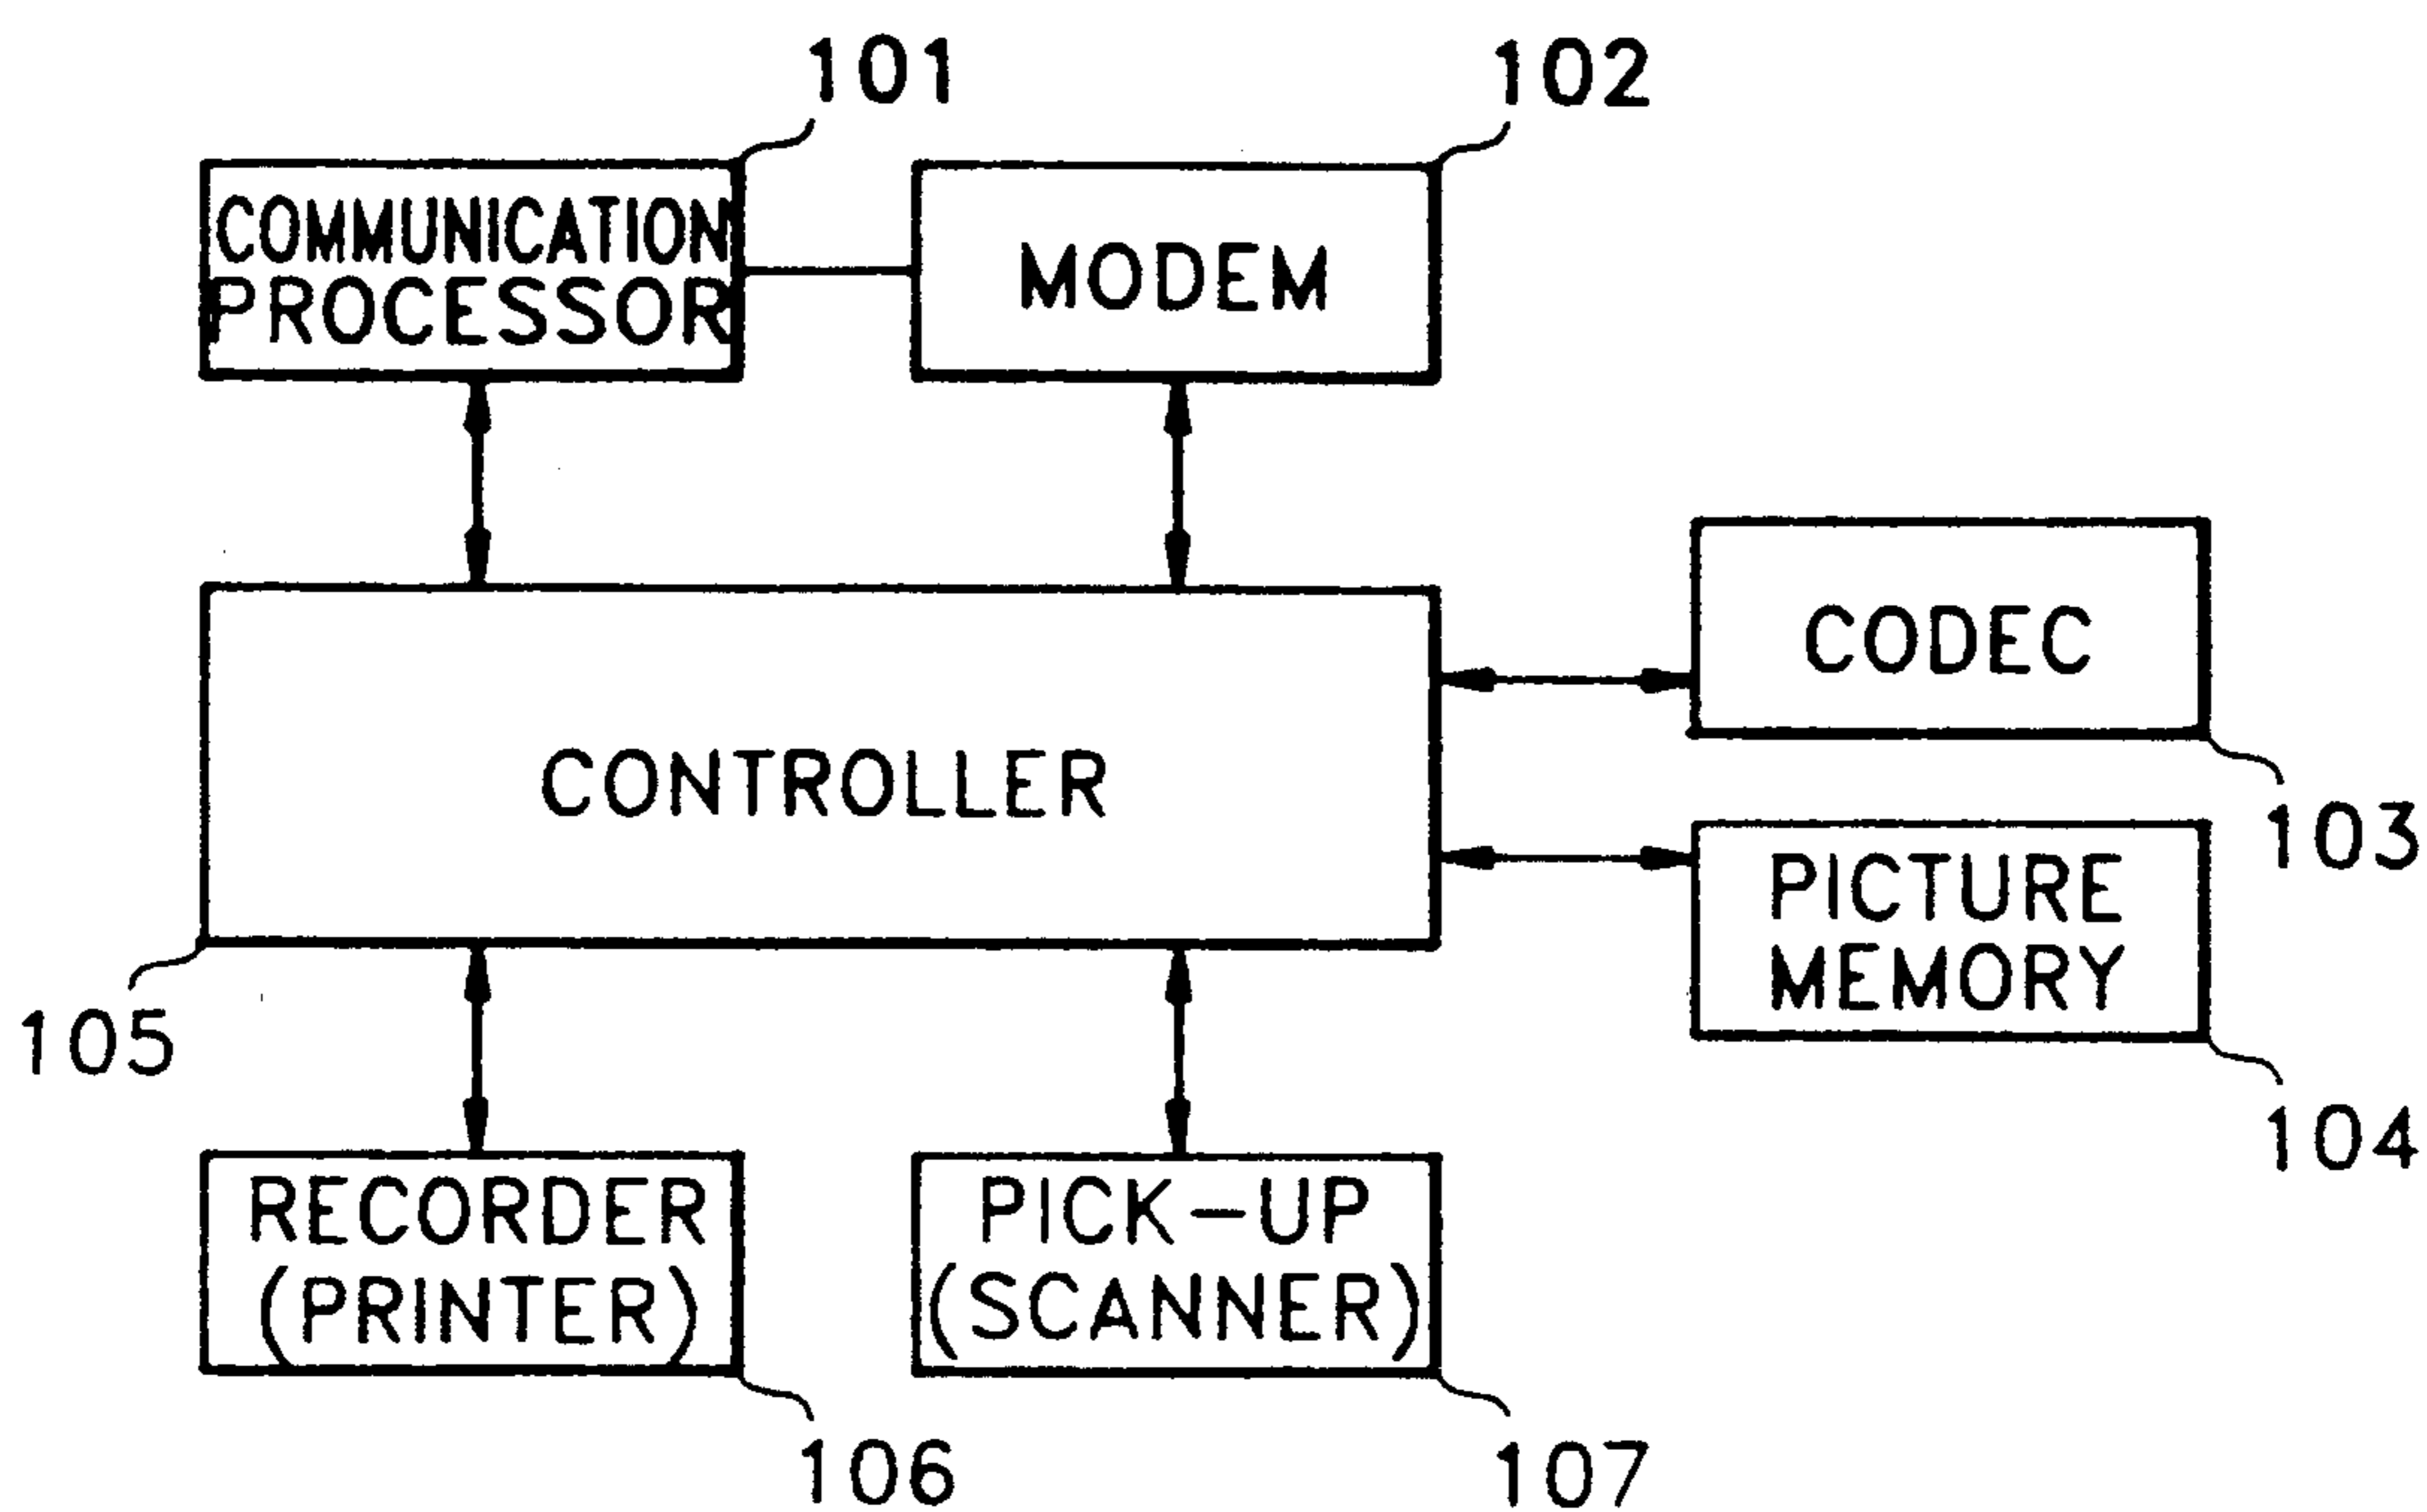 101
102
COMMUNICATION
PROCESSOR
MODEM
CODEC
103
CONTROLLER
PICTURE
MEMORY
104
105
RECORDER
(PRINTER)
PICK-UP
(SCANNER)
106
107